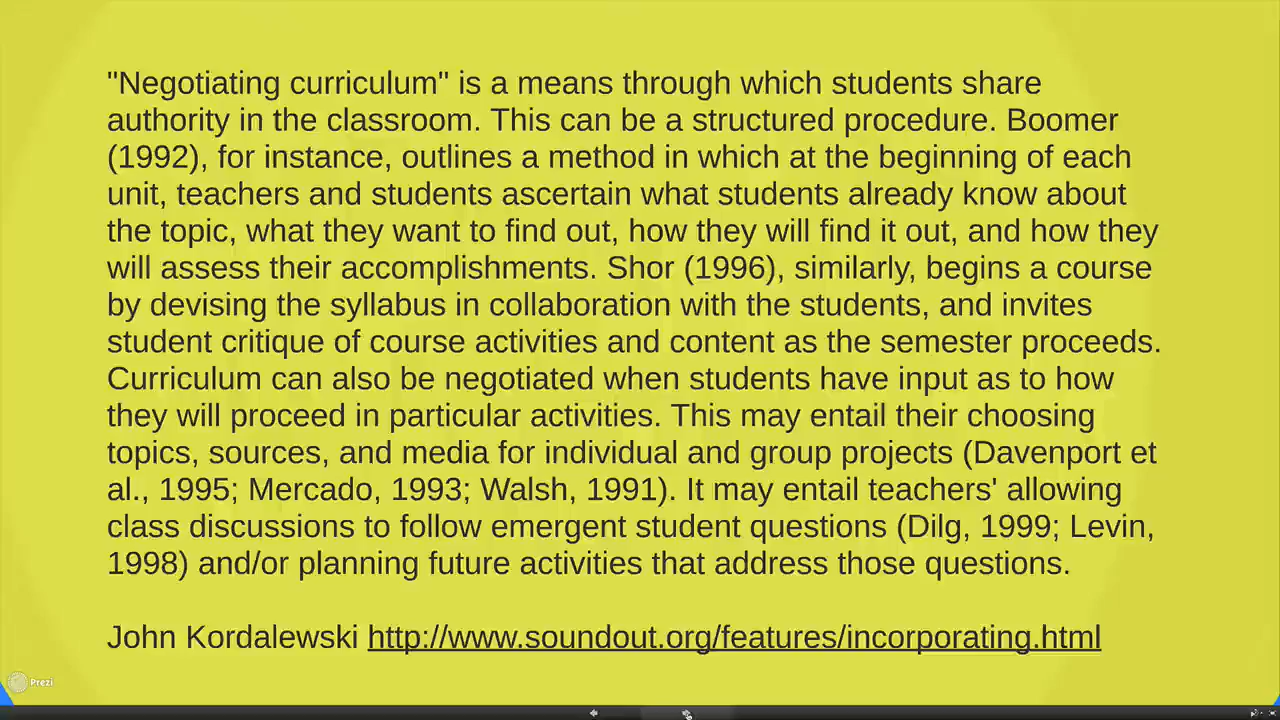 "Negotiating curriculum" is a means through which students share
authority in the classroom. This can be a structured procedure. Boomer
(1992), for instance, outlines a method in which at the beginning of each
unit, teachers and students ascertain what students already know about
the topic, what they want to find out, how they will find it out, and how they
will assess their accomplishments. Shor (1996), similarly, begins a course
by devising the syllabus in collaboration with the students, and invites
student critique of course activities and content as the semester proceeds.
Curriculum can also be negotiated when students have input as to how
they will proceed in particular activities. This may entail their choosing
topics, sources, and media for individual and group projects (Davenport et
al., 1995; Mercado, 1993; Walsh, 1991). It may entail teachers' allowing
class discussions to follow emergent student questions (Dilg, 1999; Levin,
1998) and/or planning future activities that address those questions.
John Kordalewski http://www.soundout.org/features/incorporating.html
Prezi